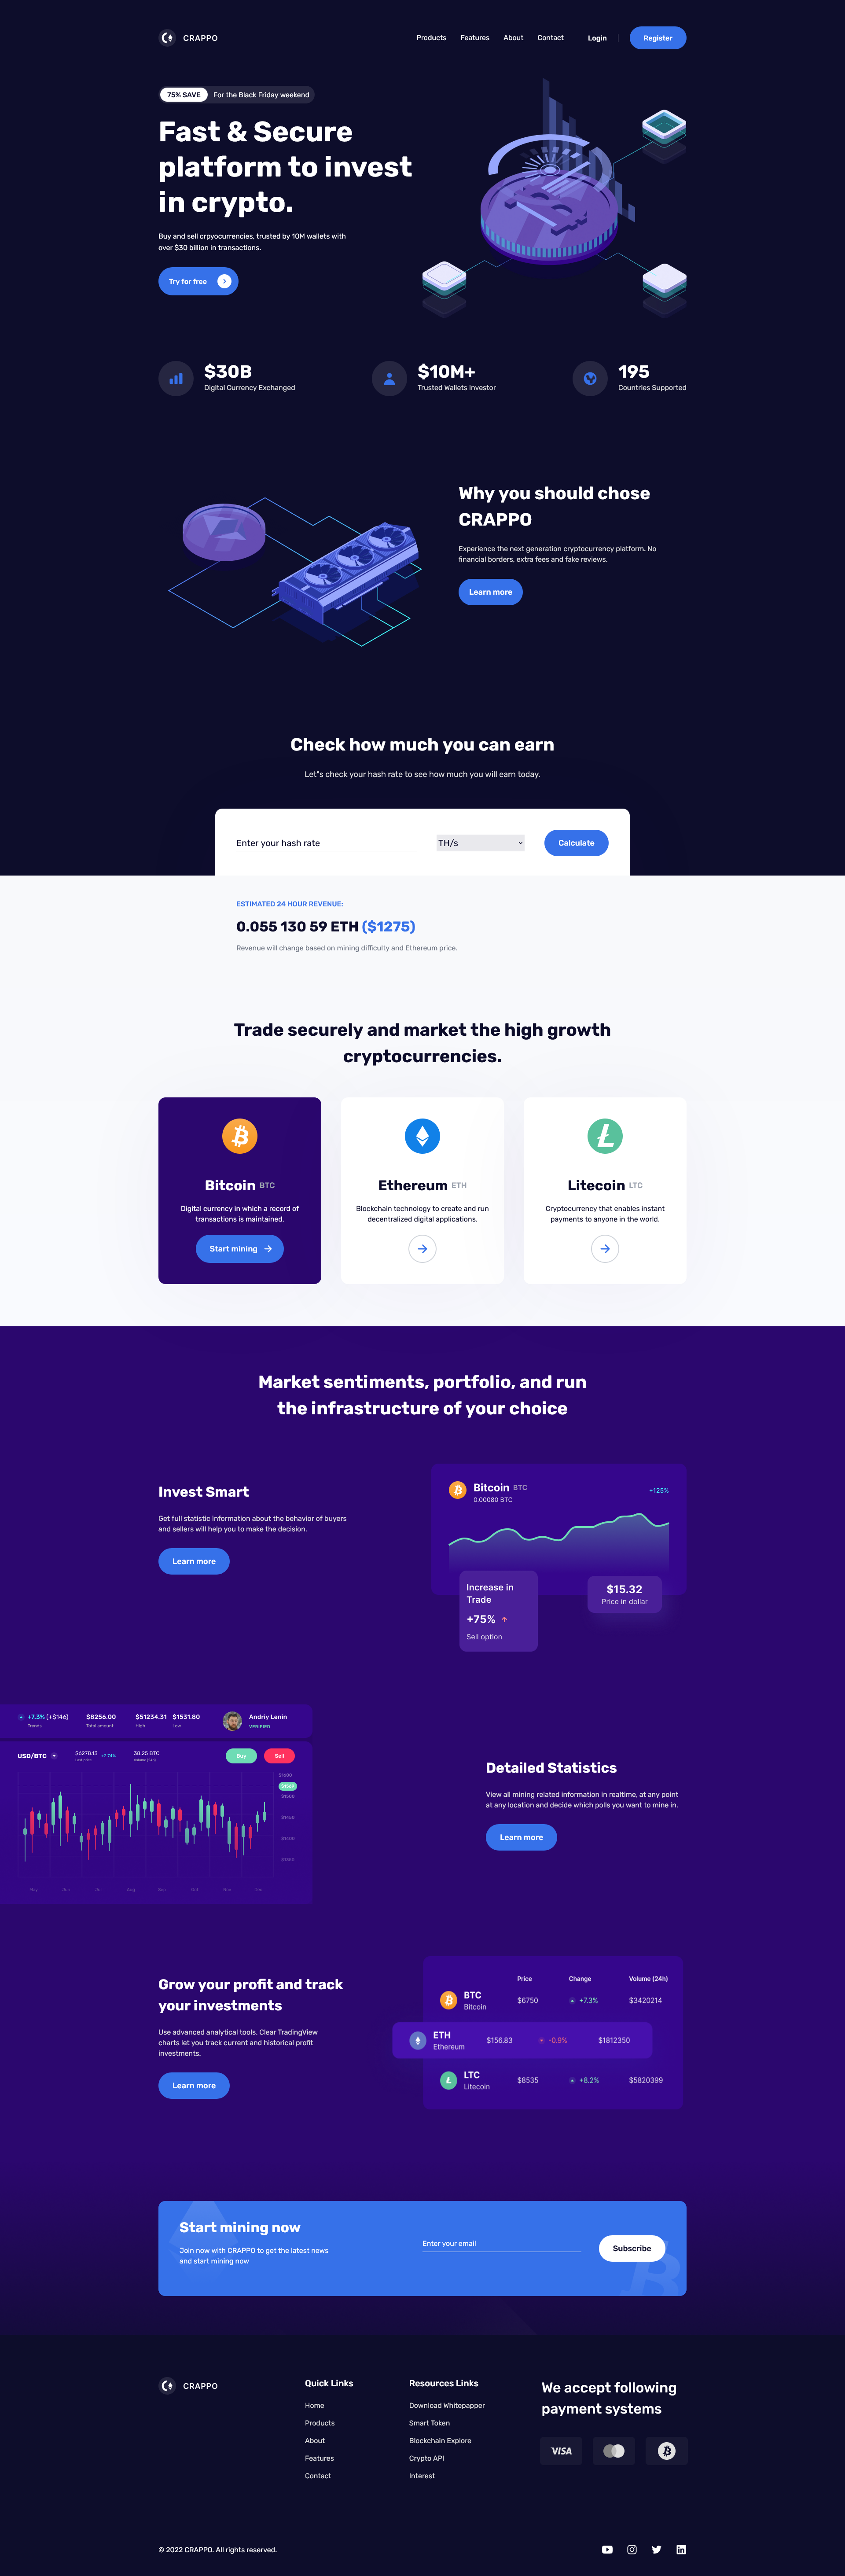 CRAPPO
Products Features About Contact Login Register
75% SAVE For the Black Friday weekend
Fast & Secure
platform to invest
in crypto.
Buy and sell crpyocurrencies, trusted by 10M wallets with
over $30 billion in transactions.
Try for free
$30B
Digital Currency Exchanged
$10M+
Trusted Wallets Investor
195
Countries Supported
Why you should chose
CRAPPO
Experience the next generation cryptocurrency platform. No
financial borders, extra fees and fake reviews.
Learn more
Check how much you can earn
Let"s check your hash rate to see how much you will earn today.
Enter your hash rate TH/s Calculate
ESTIMATED 24 HOUR REVENUE:
0.055 130 59 ETH ($1275)
Revenue will change based on mining difficulty and Ethereum price.
Trade securely and market the high growth
cryptocurrencies.
Bitcoin BTC
Digital currency in which a record of
transactions is maintained.
Start mining
Ethereum ETH
Blockchain technology to create and run
decentralized digital applications.
Litecoin LTC
Cryptocurrency that enables instant
payments to anyone in the world.
Market sentiments, portfolio, and run
the infrastructure of your choice
Invest Smart
Get full statistic information about the behavior of buyers
and sellers will help you to make the decision.
Learn more
Bitcoin BTC
0.00080 BTC
+125%
Increase in
Trade
+75%
Sell option
$15.32
Price in dollar
+7.3% (+$146) $8256.00 $51234.31 $1531.80 Andriy Lenin
Trends Total amount High Low VERIFIED
USD/BTC $6278.13 +2.74% 38.25 BTC Buy Sell
Last price Volume (24h)
Detailed Statistics
View all mining related information in realtime, at any point
at any location and decide which polls you want to mine in.
Learn more
Grow your profit and track
your investments
Use advanced analytical tools. Clear TradingView
charts let you track current and historical profit
investments.
Learn more
Price Change Volume (24h)
BTC
Bitcoin
$6750 +7.3% $3420214
ETH
Ethereum
$156.83 -0.9% $1812350
LTC
Litecoin
$8535 +8.2% $5820399
Start mining now
Join now with CRAPPO to get the latest news
and start mining now
Enter your email
Subscribe
CRAPPO
Quick Links
Home
Products
About
Features
Contact
Resources Links
Download Whitepapper
Smart Token
Blockchain Explore
Crypto API
Interest
We accept following
payment systems
VISA
© 2022 CRAPPO. All rights reserved.